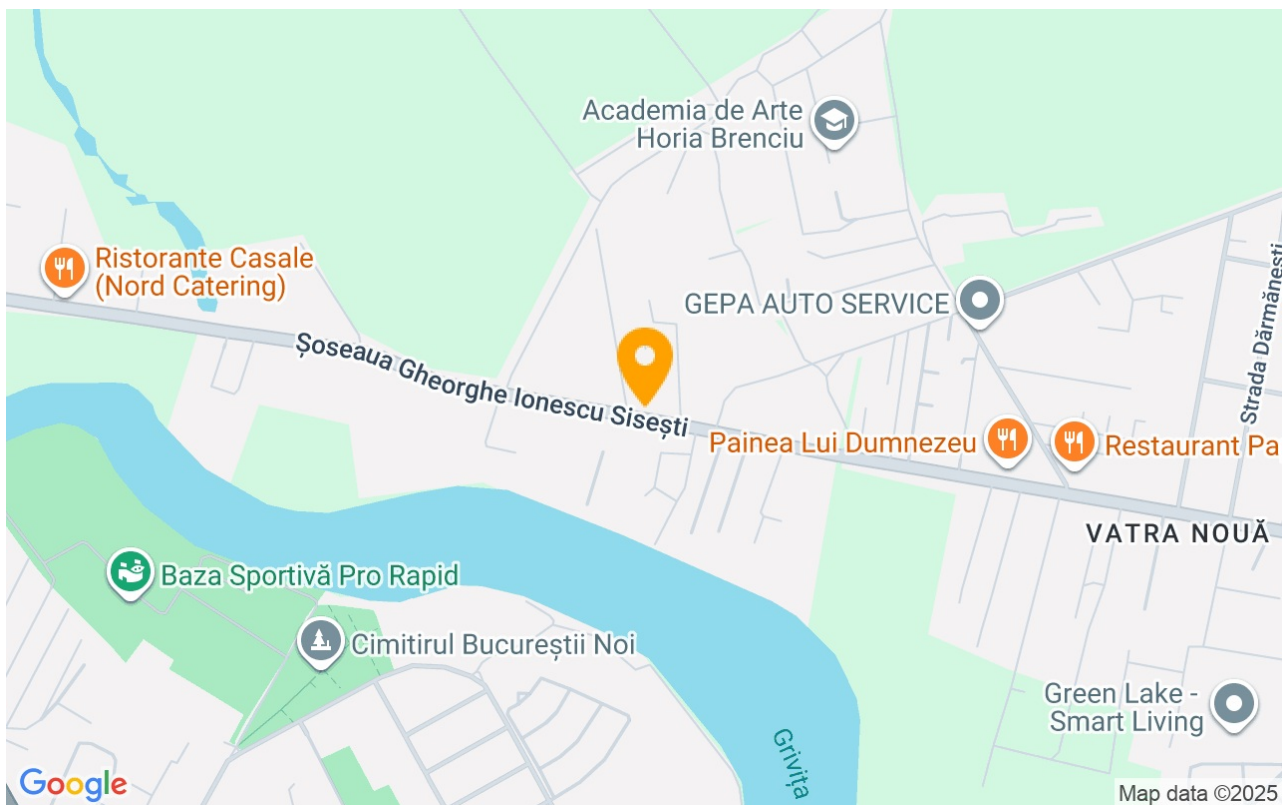 Academia de Arte
Horia Brenciu
Ristorante Casale
(Nord Catering)
GEPA AUTO SERVICE
Strada Dărmănești
Șoseaua Gheorghe Ionescu Sisești
Painea Lui Dumnezeu
Restaurant Pa
VATRA NOUĂ
Baza Sportivă Pro Rapid
Cimitirul Bucureștii Noi
Green Lake -
Smart Living
Grivița
Google
Map data ©2025